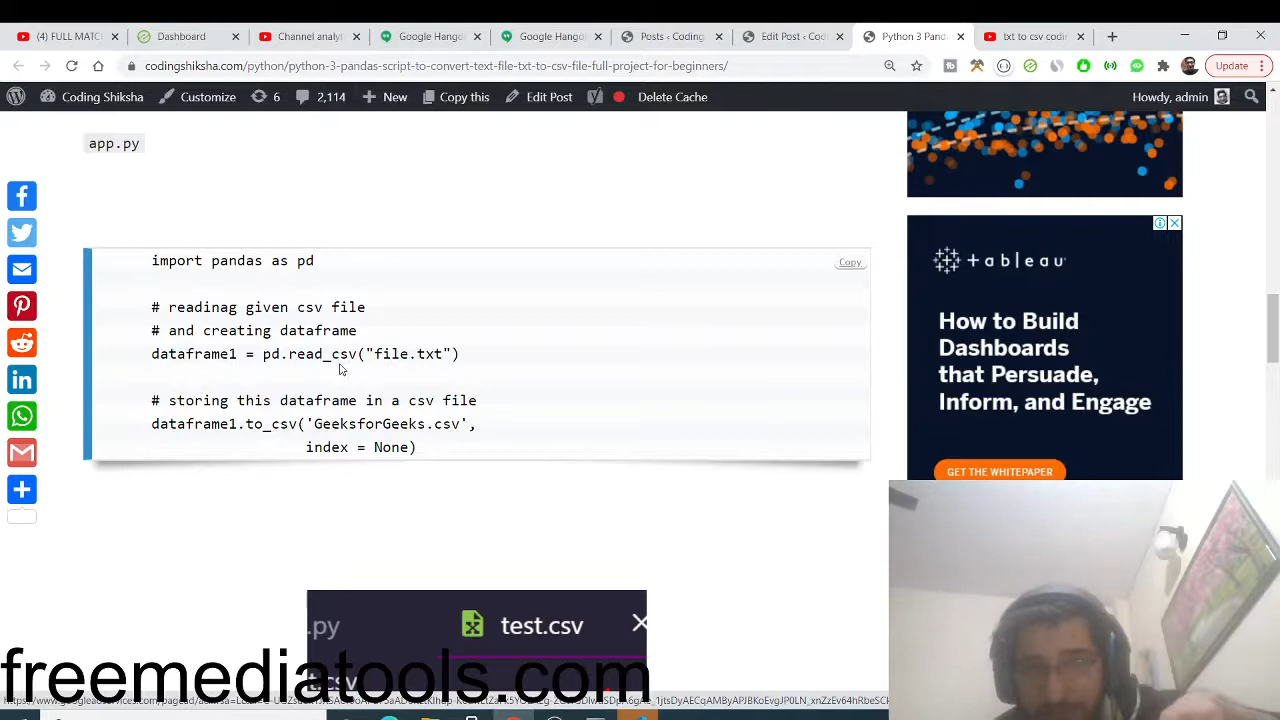 (4) FULL MATC
Dashboard
Channel analyti
Google Hango
Google Hango
Posts ‹ Coding
Edit Post ‹ Codi
Python 3 Panda
txt to csv codin
codingshiksha.com/python/python-3-pandas-script-to-convert-text-file-txt-to-csv-file-full-project-for-beginners/
Update
Coding Shiksha
Customize
6
2,114
New
Copy this
Edit Post
Delete Cache
Howdy, admin
app.py
import pandas as pd
Copy
# readinag given csv file
# and creating dataframe
dataframe1 = pd.read_csv("file.txt")
# storing this dataframe in a csv file
dataframe1.to_csv('GeeksforGeeks.csv',
index = None)
+ableau
How to Build
Dashboards
that Persuade,
Inform, and Engage
GET THE WHITEPAPER
.py
test.csv
t.csv
freemediatools.com